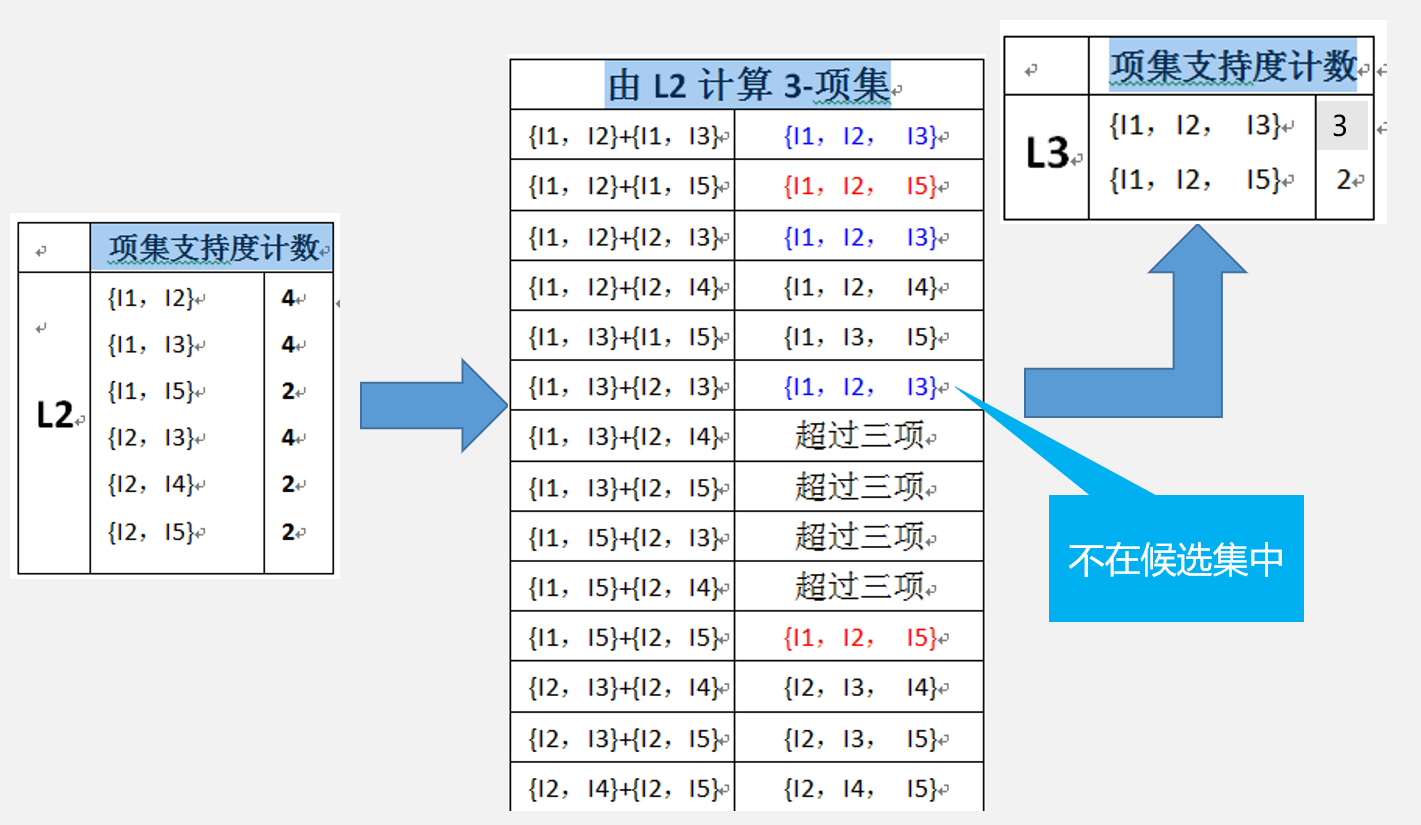 项集支持度计数
L2
{I1， I2} 4
{I1， I3} 4
{I1， I5} 2
{I2， I3} 4
{I2， I4} 2
{I2， I5} 2
由 L2 计算 3-项集
{I1， I2}+{I1， I3} {I1， I2， I3}
{I1， I2}+{I1， I5} {I1， I2， I5}
{I1， I2}+{I2， I3} {I1， I2， I3}
{I1， I2}+{I2， I4} {I1， I2， I4}
{I1， I3}+{I1， I5} {I1， I3， I5}
{I1， I3}+{I2， I3} {I1， I2， I3}
{I1， I3}+{I2， I4} 超过三项
{I1， I3}+{I2， I5} 超过三项
{I1， I5}+{I2， I3} 超过三项
{I1， I5}+{I2， I4} 超过三项
{I1， I5}+{I2， I5} {I1， I2， I5}
{I2， I3}+{I2， I4} {I2， I3， I4}
{I2， I3}+{I2， I5} {I2， I3， I5}
{I2， I4}+{I2， I5} {I2， I4， I5}
项集支持度计数
L3
{I1， I2， I3} 3
{I1， I2， I5} 2
不在候选集中